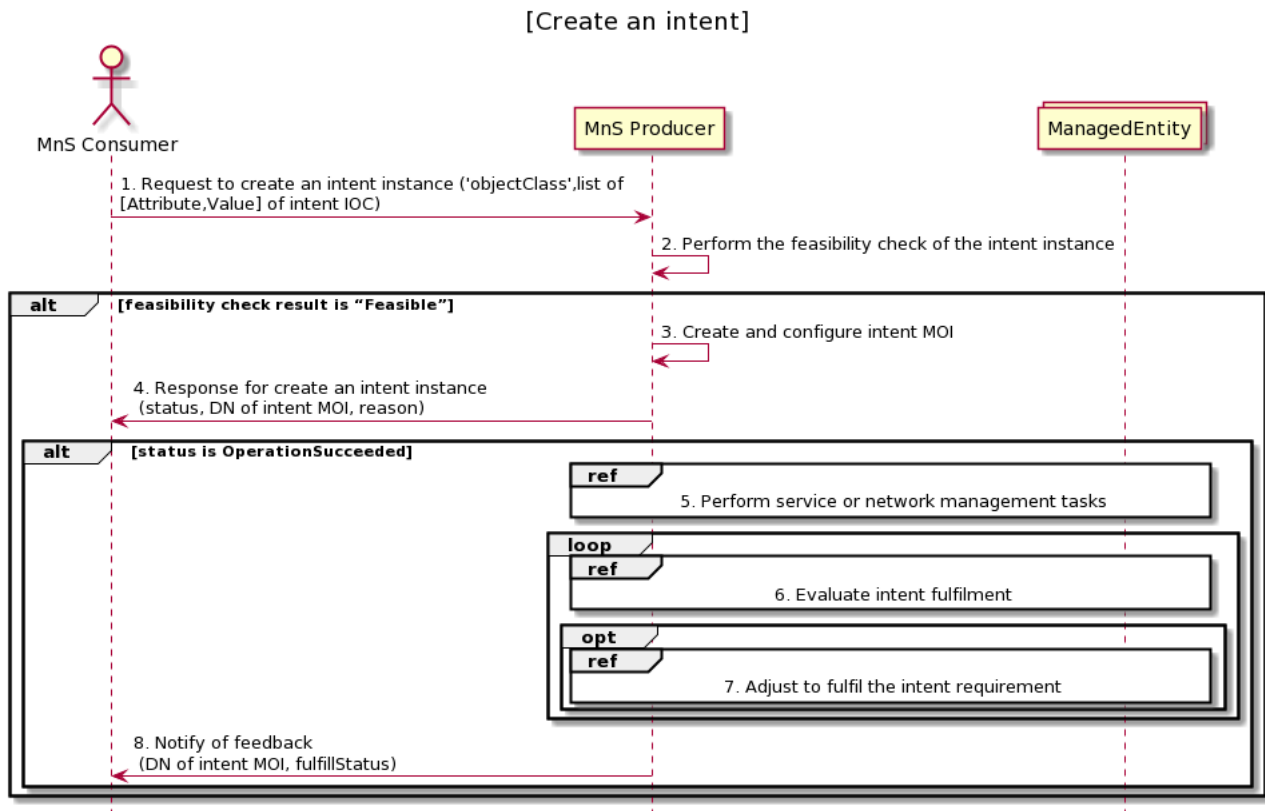 [Create an intent]
MnS Consumer
MnS Producer
ManagedEntity
1. Request to create an intent instance ('objectClass',list of
[Attribute,Value] of intent IOC)
2. Perform the feasibility check of the intent instance
alt [feasibility check result is “Feasible”]
3. Create and configure intent MOI
4. Response for create an intent instance
(status, DN of intent MOI, reason)
alt [status is OperationSucceeded]
ref
5. Perform service or network management tasks
loop
ref
6. Evaluate intent fulfilment
opt
ref
7. Adjust to fulfil the intent requirement
8. Notify of feedback
(DN of intent MOI, fulfillStatus)